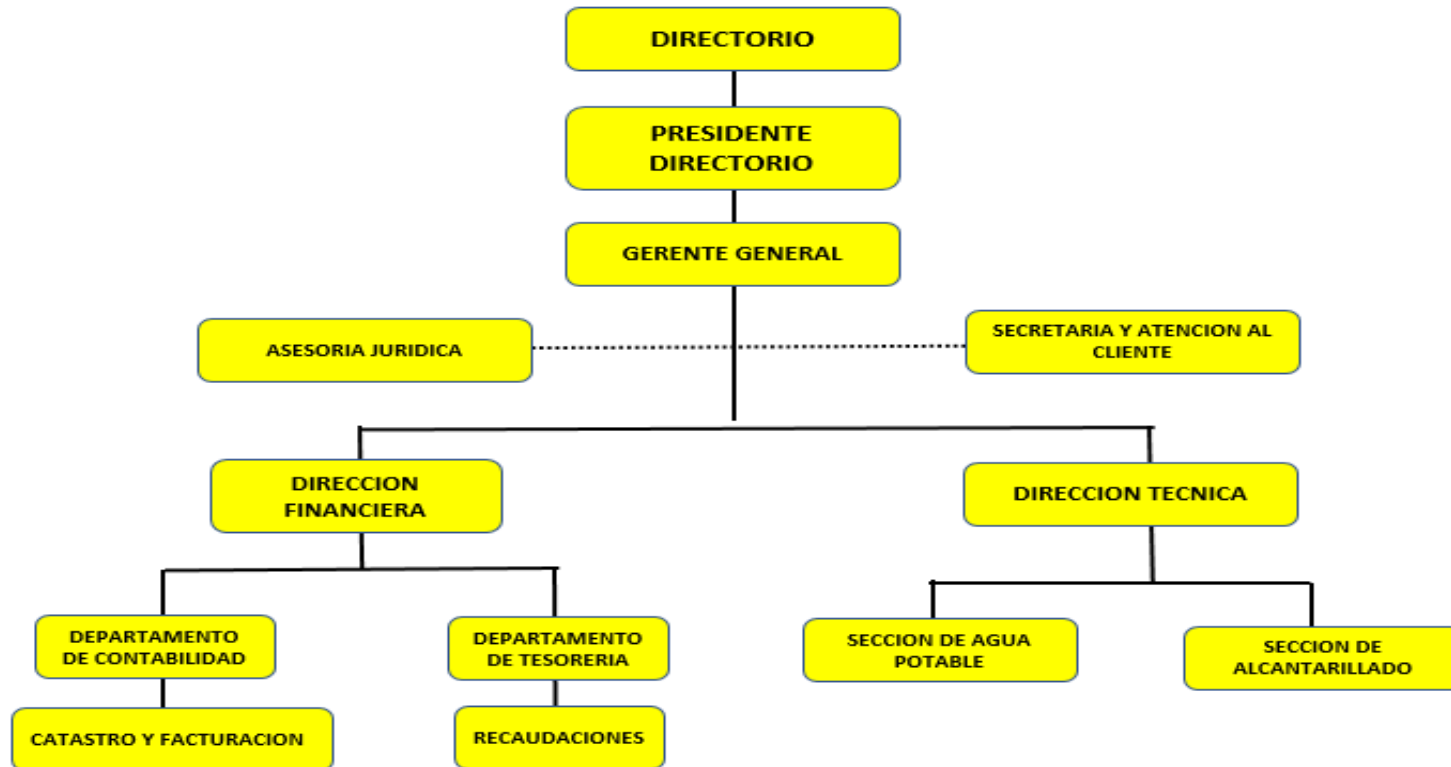 DIRECTORIO
PRESIDENTE
DIRECTORIO
GERENTE GENERAL
ASESORIA JURIDICA
SECRETARIA Y ATENCION AL
CLIENTE
DIRECCION
FINANCIERA
DIRECCION TECNICA
DEPARTAMENTO
DE CONTABILIDAD
DEPARTAMENTO
DE TESORERIA
SECCION DE AGUA
POTABLE
SECCION DE
ALCANTARILLADO
CATASTRO Y FACTURACION
RECAUDACIONES